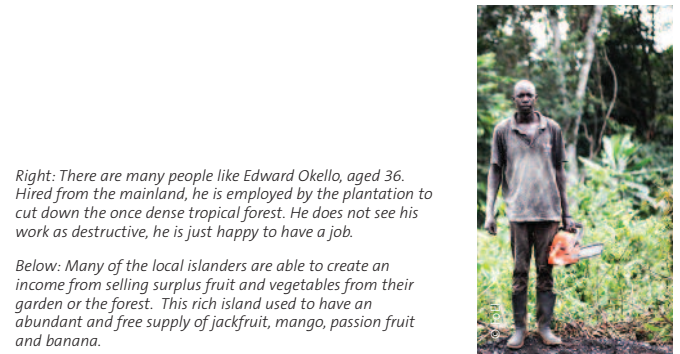 Right: There are many people like Edward Okello, aged 36.
Hired from the mainland, he is employed by the plantation to
cut down the once dense tropical forest. He does not see his
work as destructive, he is just happy to have a job.
Below: Many of the local islanders are able to create an
income from selling surplus fruit and vegetables from their
garden or the forest.  This rich island used to have an
abundant and free supply of jackfruit, mango, passion fruit
and banana.